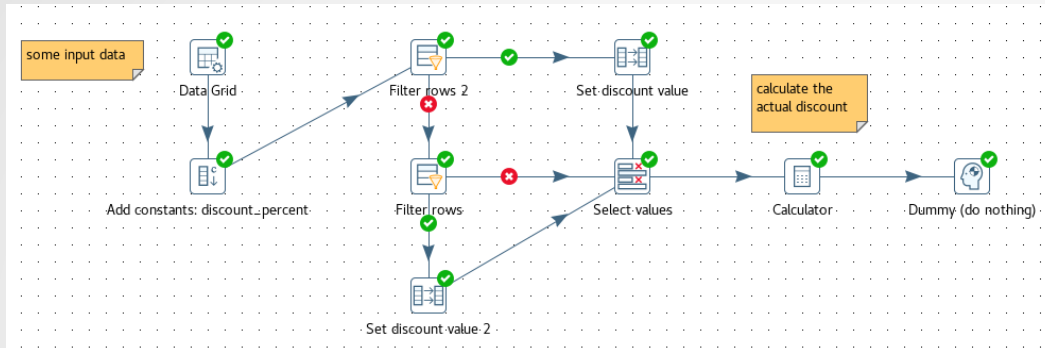 some input data
Data Grid
Filter rows 2
Set discount value
calculate the
actual discount
Add constants: discount_percent
Filter rows
Select values
Calculator
Dummy (do nothing)
Set discount value 2